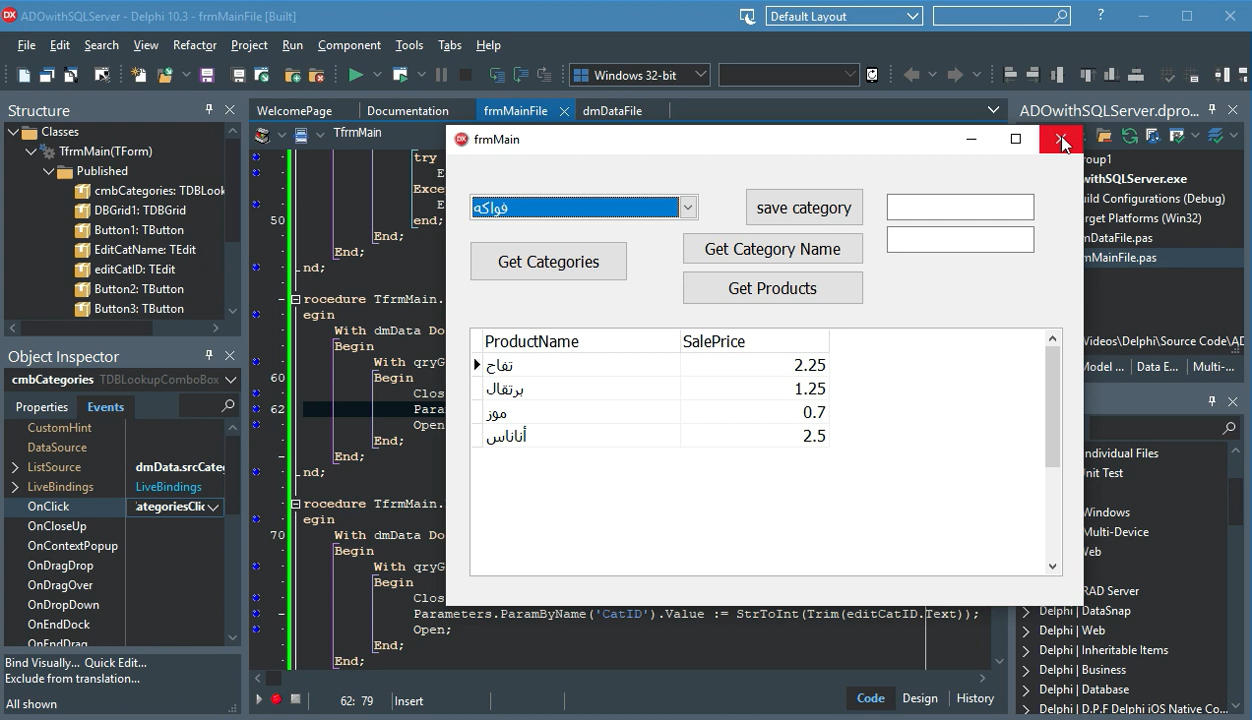 ADOwithSQLServer - Delphi 10.3 - frmMainFile [Built]
Default Layout
?
File Edit Search View Refactor Project Run Component Tools Tabs Help
Windows 32-bit
Structure
Classes
TfrmMain(TForm)
Published
cmbCategories: TDBLook
DBGrid1: TDBGrid
Button1: TButton
EditCatName: TEdit
editCatID: TEdit
Button2: TButton
Button3: TButton
Object Inspector
cmbCategories TDBLookupComboBox
Properties Events
CustomHint
DataSource
ListSource dmData.srcCate
LiveBindings LiveBindings
OnClick ategoriesClic
OnCloseUp
OnContextPopup
OnDragDrop
OnDragOver
OnDropDown
OnEndDock
OnEndDrag
Bind Visually... Quick Edit...
Exclude from translation...
All shown
WelcomePage Documentation frmMainFile dmDataFile
TfrmMain
try
E
Except
E
50 end;
End;
End;
nd;
rocedure TfrmMain.
egin
With dmData Do
Begin
With qryG
60 Begin
Clos
62 Para
Open
End;
End;
nd;
rocedure TfrmMain.
egin
70 With dmData Do
Begin
With qryG
Begin
Clos
Parameters.ParamByName('CatID').Value := StrToInt(Trim(editCatID.Text));
Open;
End;
End;
62: 79 Insert
Code Design History
frmMain
فواكه
save category
Get Categories
Get Category Name
Get Products
ProductName SalePrice
تفاح 2.25
برتقال 1.25
موز 0.7
أناناس 2.5
ADOwithSQLServer.dpro...
roup1
withSQLServer.exe
uild Configurations (Debug)
rget Platforms (Win32)
mDataFile.pas
mMainFile.pas
Videos\Delphi\Source Code\AD
Model ... Data E... Multi-...
ndividual Files
nit Test
Windows
Multi-Device
eb
RAD Server
Delphi | DataSnap
Delphi | Web
Delphi | Inheritable Items
Delphi | Business
Delphi | Database
Delphi | D.P.F Delphi iOS Native Co...